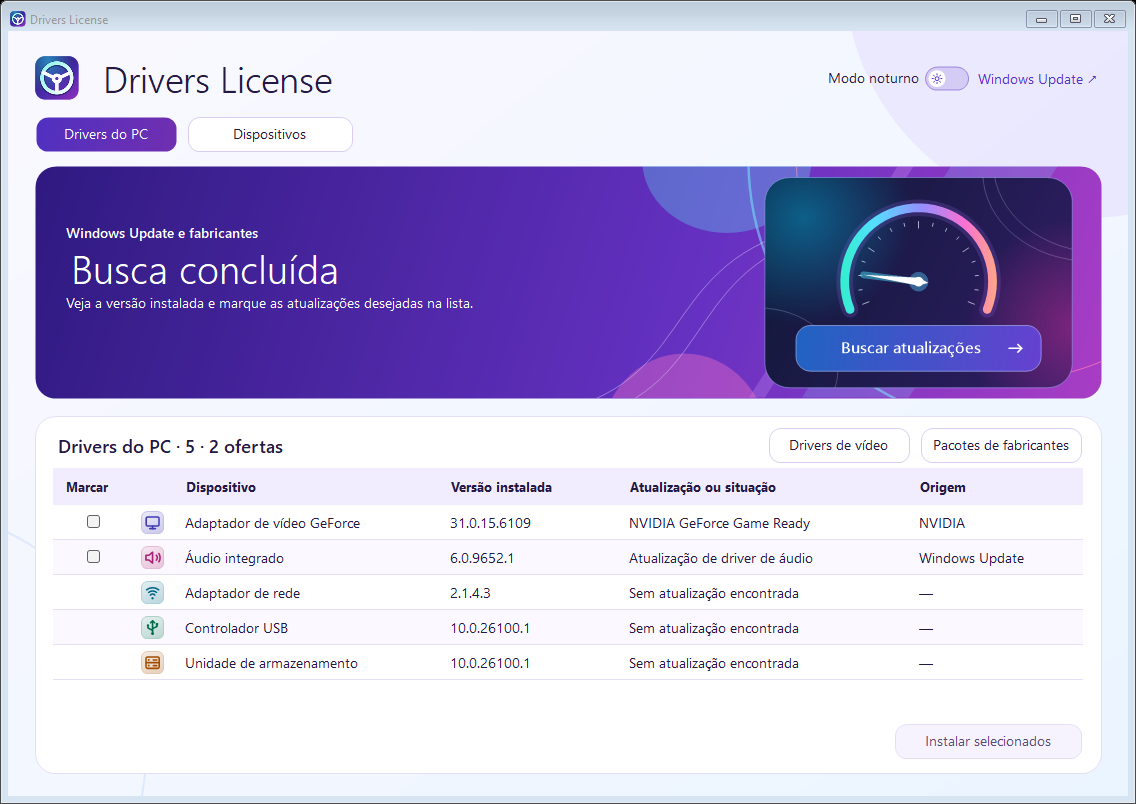 Drivers License
Drivers License
Modo noturno
Windows Update ↗
Drivers do PC
Dispositivos
Windows Update e fabricantes
Busca concluída
Veja a versão instalada e marque as atualizações desejadas na lista.
Buscar atualizações →
Drivers do PC · 5 · 2 ofertas
Drivers de vídeo
Pacotes de fabricantes
Marcar Dispositivo Versão instalada Atualização ou situação Origem
Adaptador de vídeo GeForce 31.0.15.6109 NVIDIA GeForce Game Ready NVIDIA
Áudio integrado 6.0.9652.1 Atualização de driver de áudio Windows Update
Adaptador de rede 2.1.4.3 Sem atualização encontrada —
Controlador USB 10.0.26100.1 Sem atualização encontrada —
Unidade de armazenamento 10.0.26100.1 Sem atualização encontrada —
Instalar selecionados